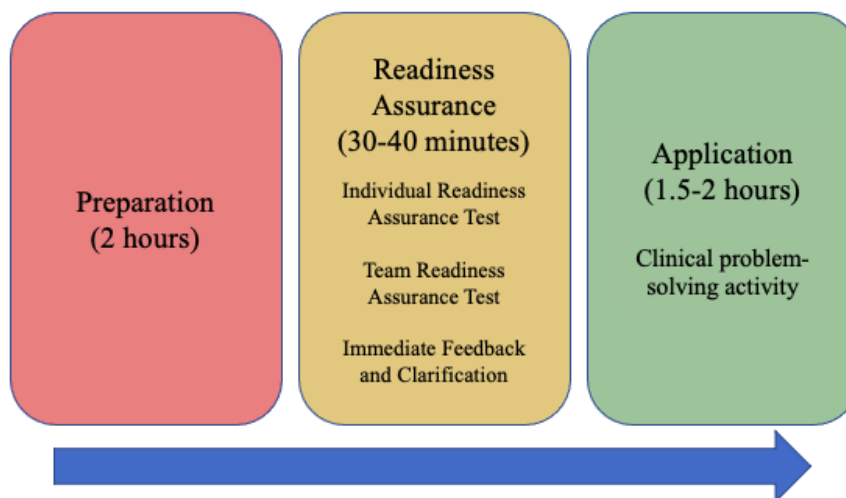 Preparation
(2 hours)
Readiness
Assurance
(30-40 minutes)
Individual Readiness
Assurance Test
Team Readiness
Assurance Test
Immediate Feedback
and Clarification
Application
(1.5-2 hours)
Clinical problem-
solving activity